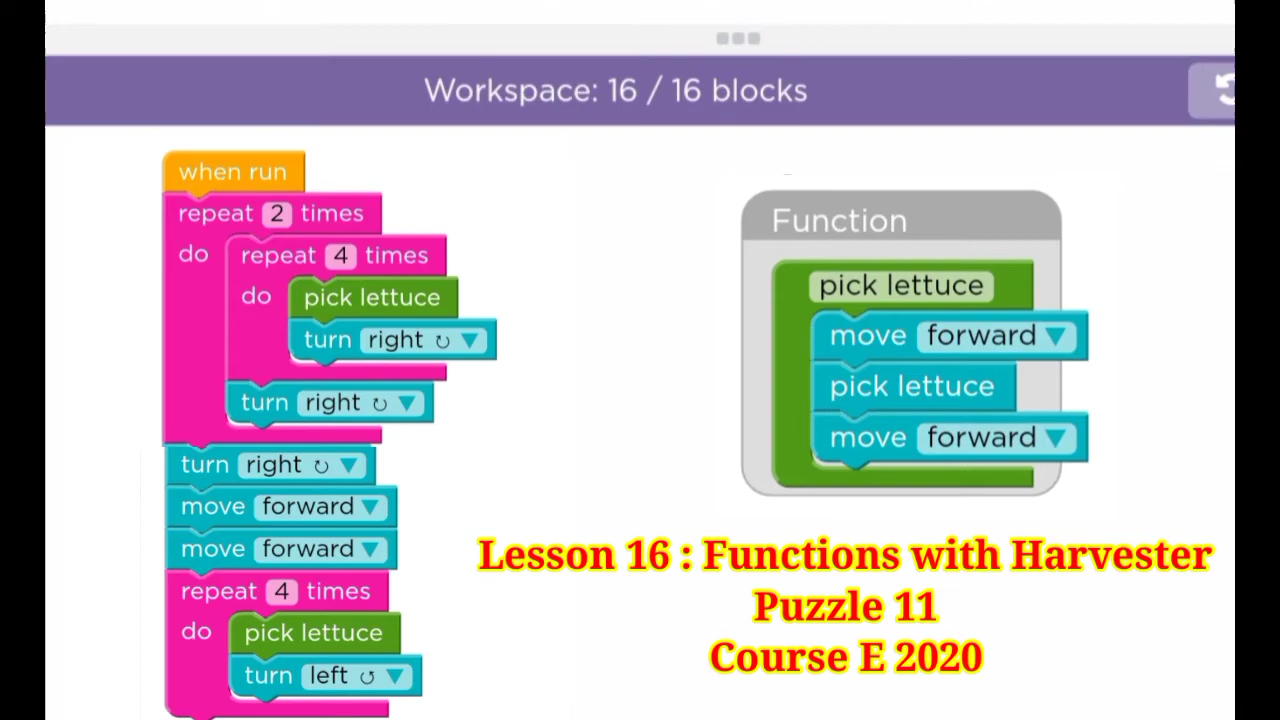 Workspace: 16 / 16 blocks
when run
repeat 2 times
do
repeat 4 times
do
pick lettuce
turn right ↻
turn right ↻
turn right ↻
move forward
move forward
repeat 4 times
do
pick lettuce
turn left ↺
Function
pick lettuce
move forward
pick lettuce
move forward
Lesson 16 : Functions with Harvester
Puzzle 11
Course E 2020